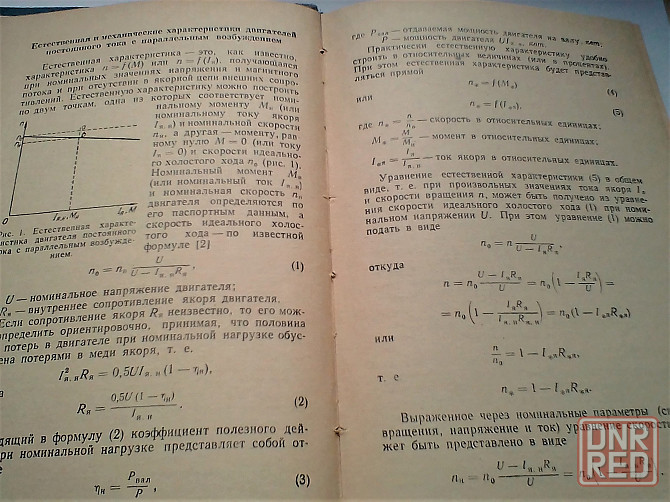 Естественная и механические характеристики двигателей
постоянного тока с параллельным возбуждением
Естественная характеристика — это, как известно,
характеристика n = f(M) или n = f(Iя), получающаяся
при номинальных значениях напряжения и магнитного
потока и при отсутствии в якорной цепи внешних сопро-
тивлений. Естественную характеристику можно построить
по двум точкам, одна из которых соответствует номи-
нальному моменту Mн (или
номинальному току якоря
Iя.н) и номинальной скорости
nн, а другая — моменту, рав-
ному нулю M = 0 (или току
Iя = 0) и скорости идеально-
го холостого хода n0 (рис. 1).
Номинальный момент Mн
(или номинальный ток Iя.н)
и номинальная скорость nн
двигателя определяются по
его паспортным данным, а
скорость идеального холос-
того хода — по известной
формуле [2]
Iя.н, Mн Iя, M
Рис. 1. Естественная характе-
ристика двигателя постоянного
тока с параллельным возбужде-
нием.
n0 = nн U / (U − Iя.нRя), (1)
U — номинальное напряжение двигателя;
Rя — внутреннее сопротивление якоря двигателя.
Если сопротивление якоря Rя неизвестно, то его мож-
определить ориентировочно, принимая, что половина
потерь в двигателе при номинальной нагрузке обус-
ена потерями в меди якоря, т. е.
I²я.нRя = 0,5UIя.н (1 − ηн),
а
Rя = 0,5U (1 − ηн) / Iя.н . (2)
дящий в формулу (2) коэффициент полезного дей-
при номинальной нагрузке представляет собой от-
е
ηн = Pвал / P , (3)
где Pвал — отдаваемая мощность двигателя на валу, квт;
P — мощность двигателя UIя, квт.
Практически естественную характеристику удобно
строить в относительных величинах (или в процентах).
При этом естественная характеристика будет представ-
ляться прямой
n* = f(M*) (4)
или
n* = f(I*я), (5)
где n* = n / n0 — скорость в относительных единицах;
M* = M / Mн — момент в относительных единицах;
I*я = Iя / Iя.н — ток якоря в относительных единицах.
Уравнение естественной характеристики (5) в общем
виде, т. е. при произвольных значениях тока якоря Iя
и скорости вращения n, может быть получено из уравне-
ния скорости идеального холостого хода (1) при номи-
нальном напряжении U. При этом уравнение (1) можно
подать в виде
n0 = n U / (U − IяRя),
откуда
n = n0 (U − IяRя) / U = n0 (1 − IяRя / U) =
= n0 (1 − IяRя / Iя.нRн) = n0 (1 − I*яR*я)
или
n / n0 = 1 − I*яR*я,
т. е.
n* = 1 − I*яR*я.
Выраженное через номинальные параметры
вращения, напряжение и ток) уравнение скорости
жет быть представлено в виде
nн = n0 (U − Iя.нRя) / U = n0
DNR
RED